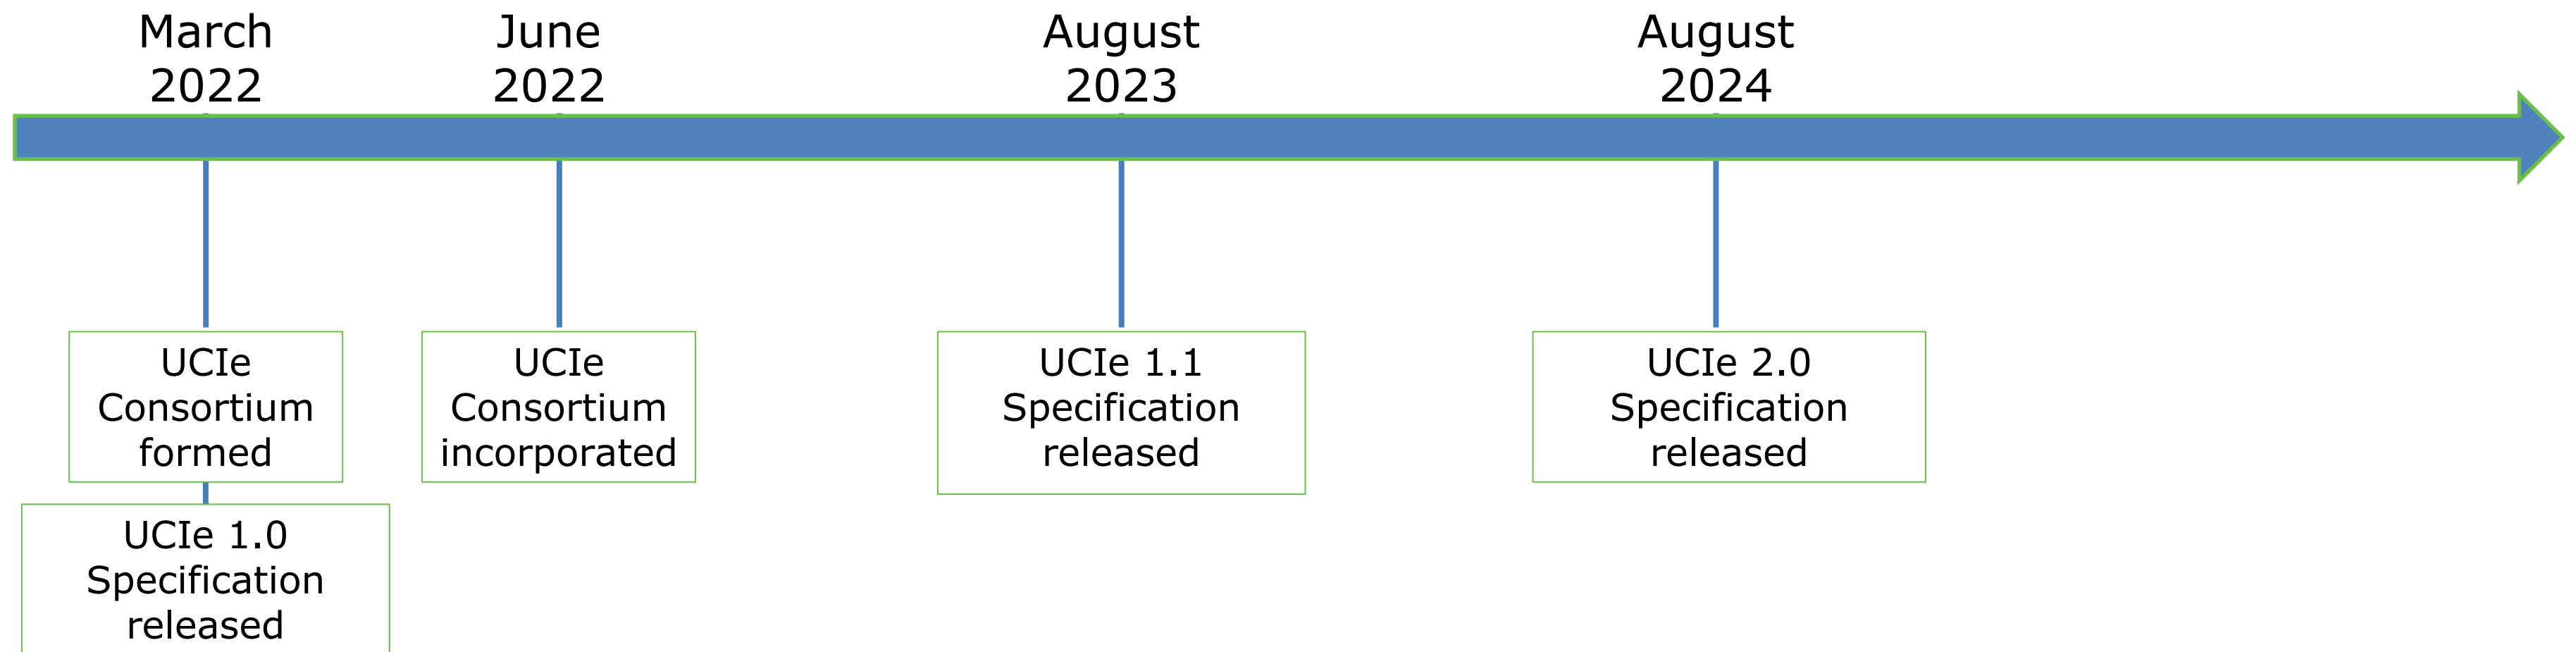 March
2022
June
2022
August
2023
August
2024
UCIe
Consortium
formed
UCIe
Consortium
incorporated
UCIe 1.1
Specification
released
UCIe 2.0
Specification
released
UCIe 1.0
Specification
released